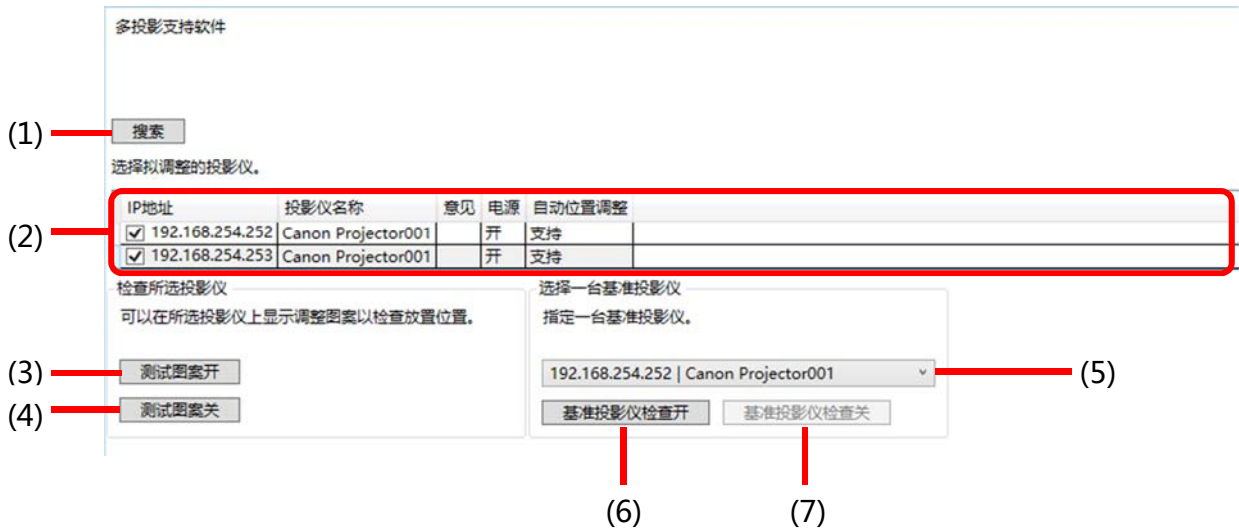 多投影支持软件
(1) 搜索
选择拟调整的投影仪。
(2)
IP地址 投影仪名称 意见 电源 自动位置调整
192.168.254.252 Canon Projector001 开 支持
192.168.254.253 Canon Projector001 开 支持
检查所选投影仪
可以在所选投影仪上显示调整图案以检查放置位置。
(3) 测试图案开
(4) 测试图案关
选择一台基准投影仪
指定一台基准投影仪。
192.168.254.252 | Canon Projector001 (5)
基准投影仪检查开 基准投影仪检查关
(6) (7)